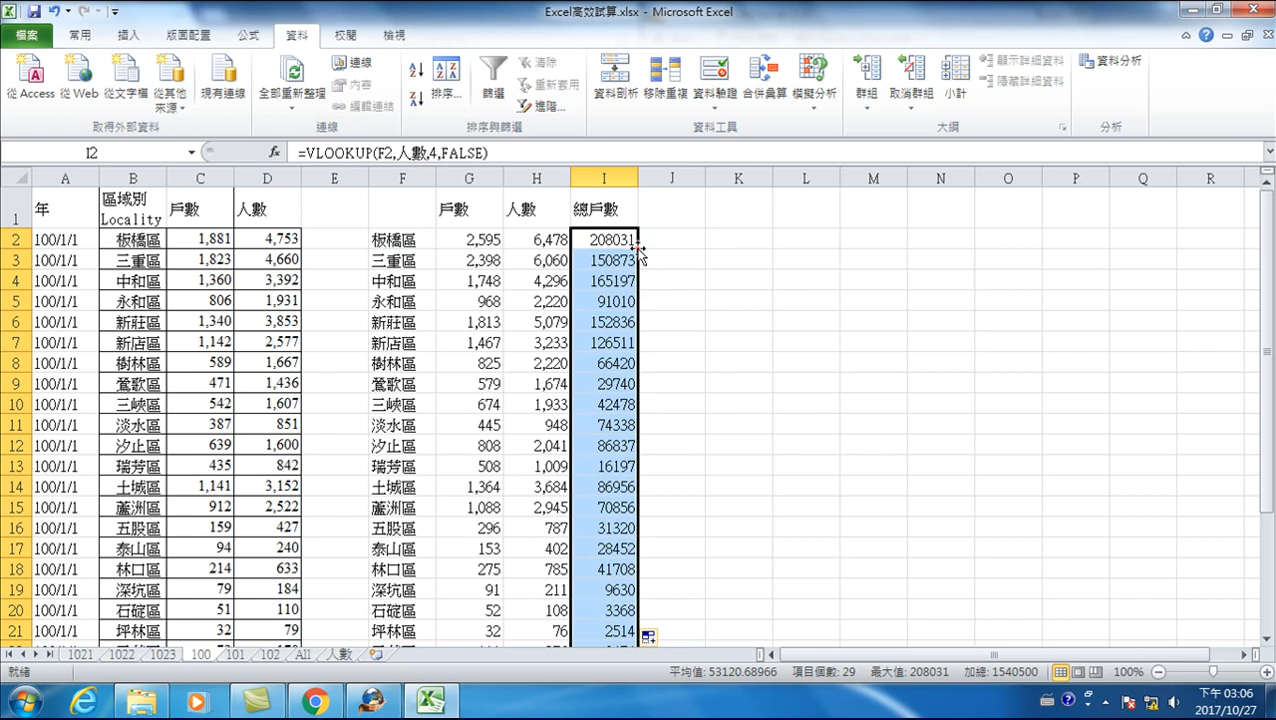 Excel高效試算.xlsx - Microsoft Excel
檔案 常用 插入 版面配置 公式 資料 校閱 檢視
從 Access 從 Web 從文字檔 從其他來源 現有連線 全部重新整理 連線 內容 編輯連結 排序... 篩選 清除 重新套用 進階... 資料剖析 移除重複 資料驗證 合併彙算 模擬分析 群組 取消群組 小計 顯示詳細資料 隱藏詳細資料 資料分析
取得外部資料 連線 排序與篩選 資料工具 大綱 分析
I2 fx =VLOOKUP(F2,人數,4,FALSE)
A B C D E F G H I J K L M N O P Q R
1 年 區域別 Locality 戶數 人數 戶數 人數 總戶數
2 100/1/1 板橋區 1,881 4,753 板橋區 2,595 6,478 208031
3 100/1/1 三重區 1,823 4,660 三重區 2,398 6,060 150873
4 100/1/1 中和區 1,360 3,392 中和區 1,748 4,296 165197
5 100/1/1 永和區 806 1,931 永和區 968 2,220 91010
6 100/1/1 新莊區 1,340 3,853 新莊區 1,813 5,079 152836
7 100/1/1 新店區 1,142 2,577 新店區 1,467 3,233 126511
8 100/1/1 樹林區 589 1,667 樹林區 825 2,220 66420
9 100/1/1 鶯歌區 471 1,436 鶯歌區 579 1,674 29740
10 100/1/1 三峽區 542 1,607 三峽區 674 1,933 42478
11 100/1/1 淡水區 387 851 淡水區 445 948 74338
12 100/1/1 汐止區 639 1,600 汐止區 808 2,041 86837
13 100/1/1 瑞芳區 435 842 瑞芳區 508 1,009 16197
14 100/1/1 土城區 1,141 3,152 土城區 1,364 3,684 86956
15 100/1/1 蘆洲區 912 2,522 蘆洲區 1,088 2,945 70856
16 100/1/1 五股區 159 427 五股區 296 787 31320
17 100/1/1 泰山區 94 240 泰山區 153 402 28452
18 100/1/1 林口區 214 633 林口區 275 785 41708
19 100/1/1 深坑區 79 184 深坑區 91 211 9630
20 100/1/1 石碇區 51 110 石碇區 52 108 3368
21 100/1/1 坪林區 32 79 坪林區 32 76 2514
1021 1022 1023 100 101 102 All 人數
就緒 平均值: 53120.68966 項目個數: 29 最大值: 208031 加總: 1540500 100%
下午 03:06
2017/10/27